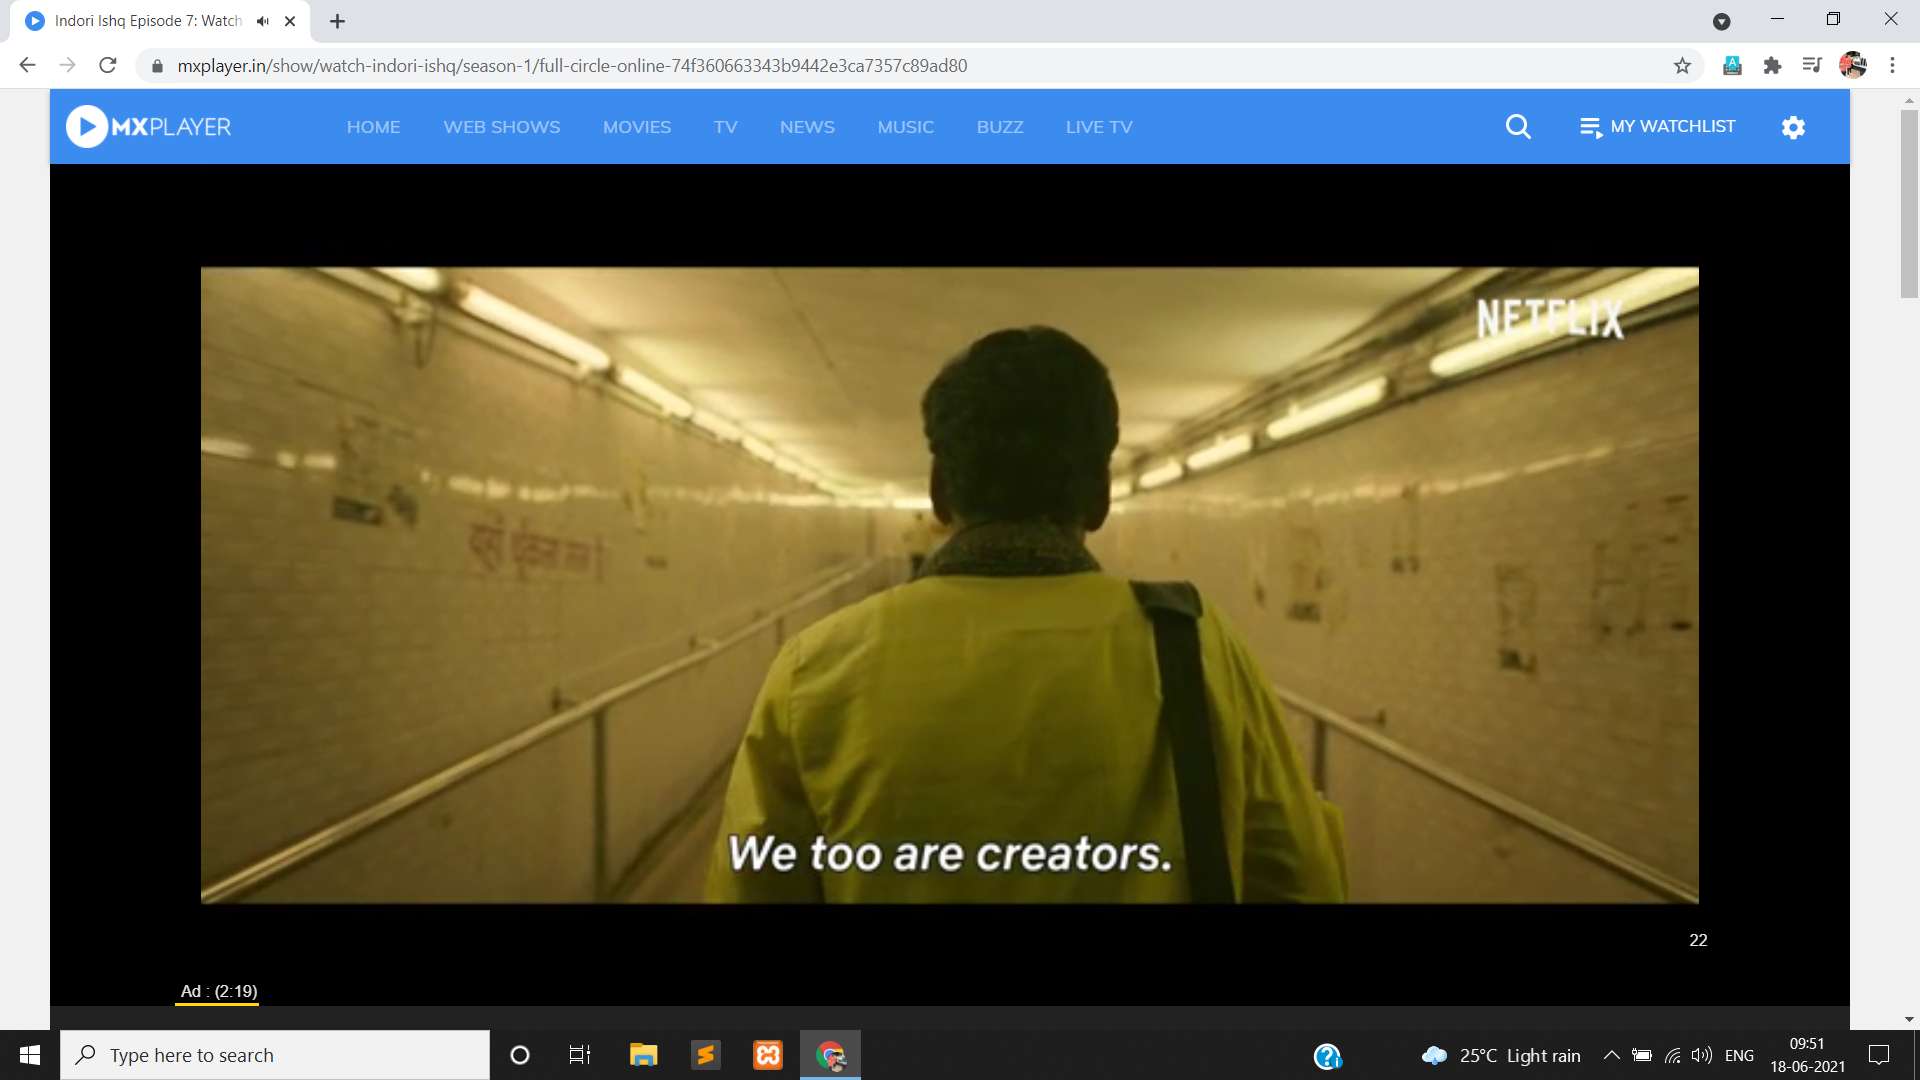 Indori Ishq Episode 7: Watch
mxplayer.in/show/watch-indori-ishq/season-1/full-circle-online-74f360663343b9442e3ca7357c89ad80
MXPLAYER
HOME
WEB SHOWS
MOVIES
TV
NEWS
MUSIC
BUZZ
LIVE TV
MY WATCHLIST
NETFLIX
We too are creators.
22
Ad : (2:19)
Type here to search
25°C Light rain
ENG
09:51
18-06-2021